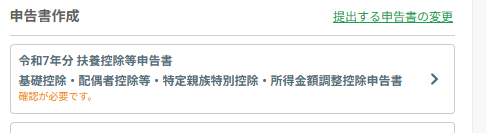 申告書作成
提出する申告書の変更
令和7年分 扶養控除等申告書
基礎控除・配偶者控除等・特定親族特別控除・所得金額調整控除申告書
確認が必要です。